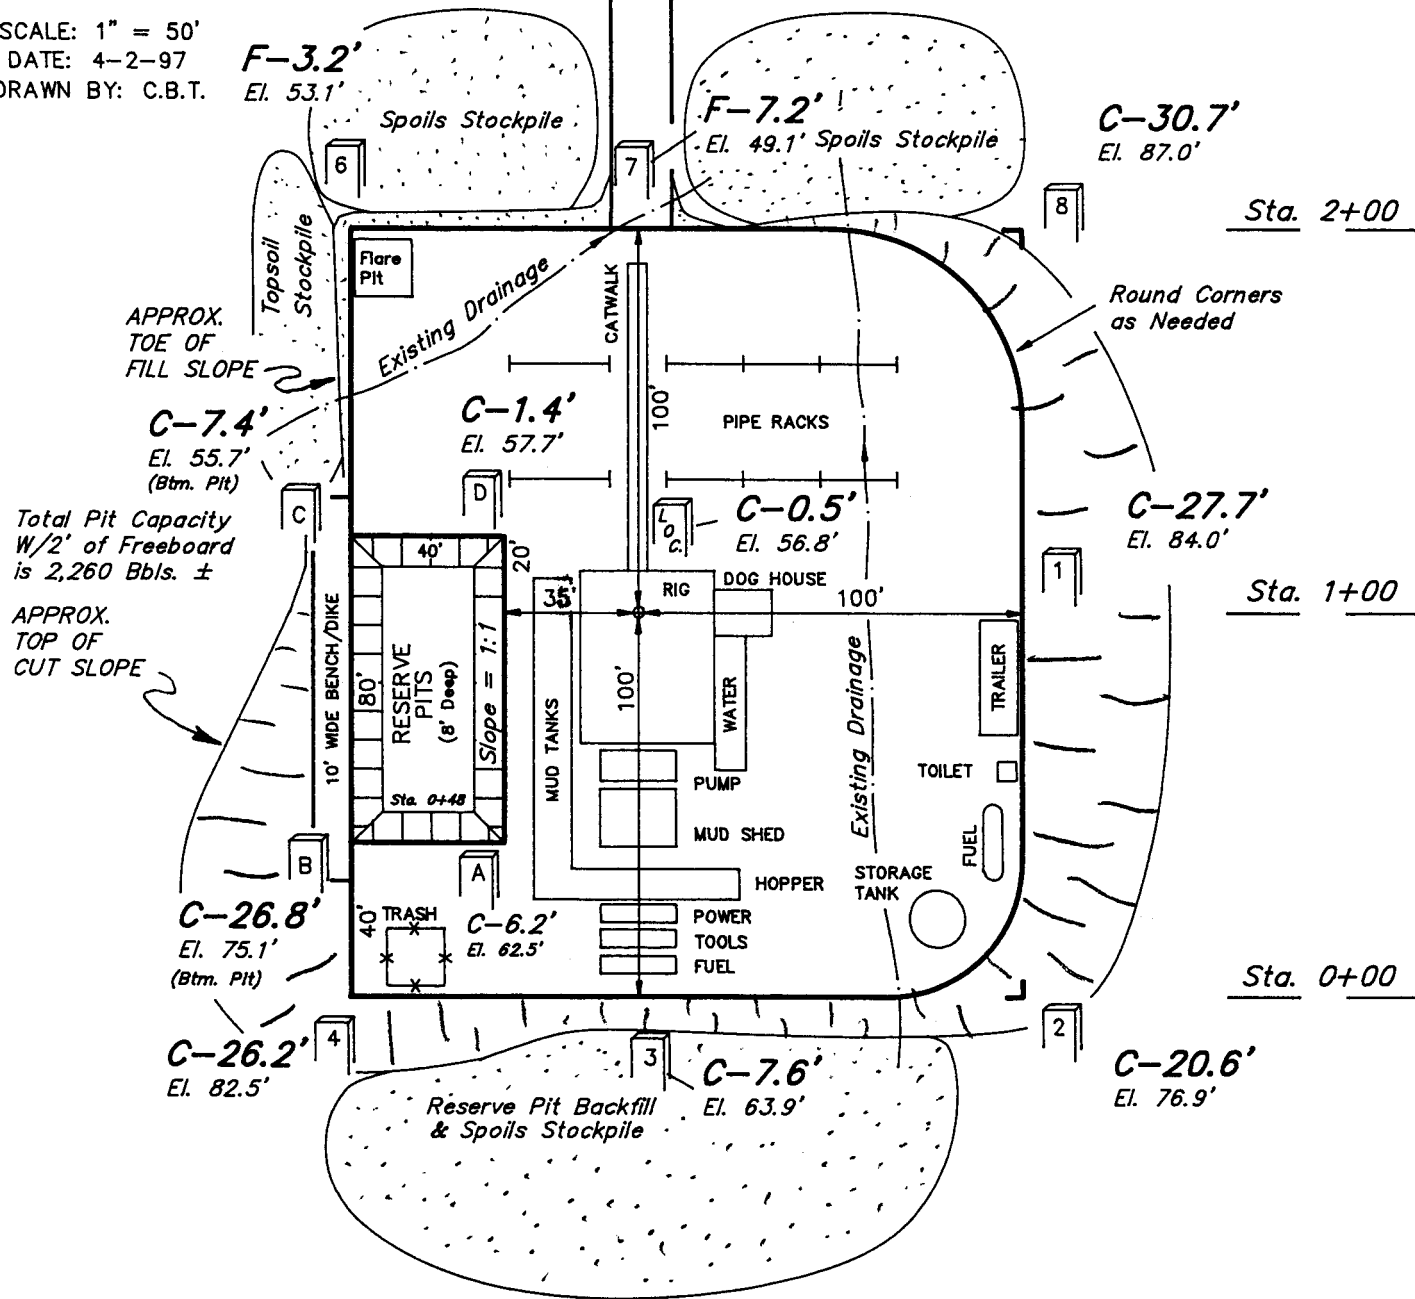 SCALE: 1" = 50'
DATE: 4-2-97
DRAWN BY: C.B.T.
F-3.2'
El. 53.1'
Spoils Stockpile
F-7.2'
El. 49.1'
Spoils Stockpile
C-30.7'
El. 87.0'
6
7
8
Sta. 2+00
Topsoil
Stockpile
Flare
Pit
Existing Drainage
CATWALK
Round Corners
as Needed
APPROX.
TOE OF
FILL SLOPE
C-7.4'
El. 55.7'
(Btm. Pit)
C-1.4'
El. 57.7'
100'
PIPE RACKS
C
D
LOC.
C-0.5'
El. 56.8'
C-27.7'
El. 84.0'
Total Pit Capacity
W/2' of Freeboard
is 2,260 Bbls. ±
40'
20'
1
DOG HOUSE
RIG
35'
100'
Sta. 1+00
APPROX.
TOP OF
CUT SLOPE
10' WIDE BENCH/DIKE
80'
RESERVE
PITS
(8' Deep)
Slope = 1:1
Sta. 0+48
MUD TANKS
100'
WATER
Existing Drainage
TRAILER
TOILET
PUMP
MUD SHED
FUEL
STORAGE
TANK
HOPPER
B
A
C-26.8'
El. 75.1'
(Btm. Pit)
40'
TRASH
C-6.2'
El. 62.5'
POWER
TOOLS
FUEL
Sta. 0+00
4
3
2
C-26.2'
El. 82.5'
C-7.6'
El. 63.9'
C-20.6'
El. 76.9'
Reserve Pit Backfill
& Spoils Stockpile